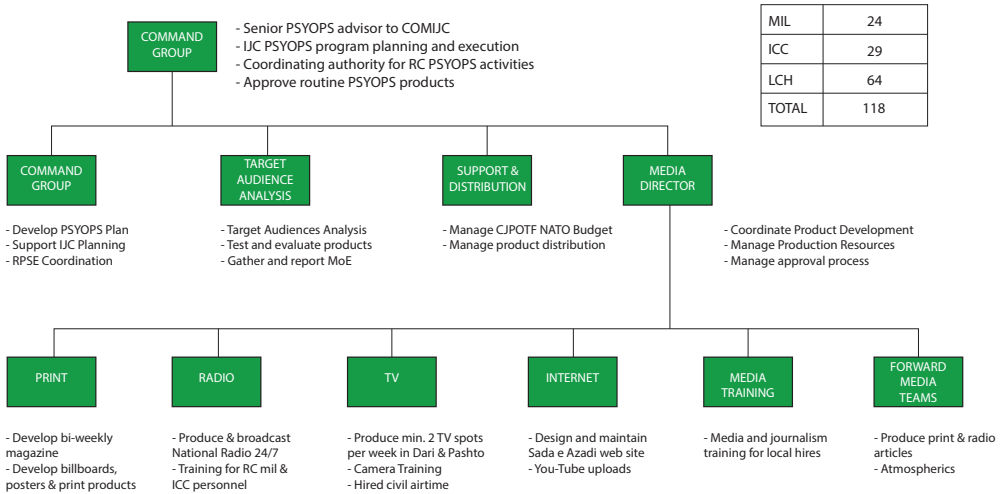 COMMAND
GROUP
- Senior PSYOPS advisor to COMIJC
- IJC PSYOPS program planning and execution
- Coordinating authority for RC PSYOPS activities
- Approve routine PSYOPS products
MIL 24
ICC 29
LCH 64
TOTAL 118
COMMAND
GROUP
- Develop PSYOPS Plan
- Support IJC Planning
- RPSE Coordination
TARGET
AUDIENCE
ANALYSIS
- Target Audiences Analysis
- Test and evaluate products
- Gather and report MoE
SUPPORT &
DISTRIBUTION
- Manage CJPOTF NATO Budget
- Manage product distribution
MEDIA
DIRECTOR
- Coordinate Product Development
- Manage Production Resources
- Manage approval process
PRINT
- Develop bi-weekly
magazine
- Develop billboards,
posters & print products
RADIO
- Produce & broadcast
National Radio 24/7
- Training for RC mil &
ICC personnel
TV
- Produce min. 2 TV spots
per week in Dari & Pashto
- Camera Training
- Hired civil airtime
INTERNET
- Design and maintain
Sada e Azadi web site
- You-Tube uploads
MEDIA
TRAINING
- Media and journalism
training for local hires
FORWARD
MEDIA
TEAMS
- Produce print & radio
articles
- Atmospherics